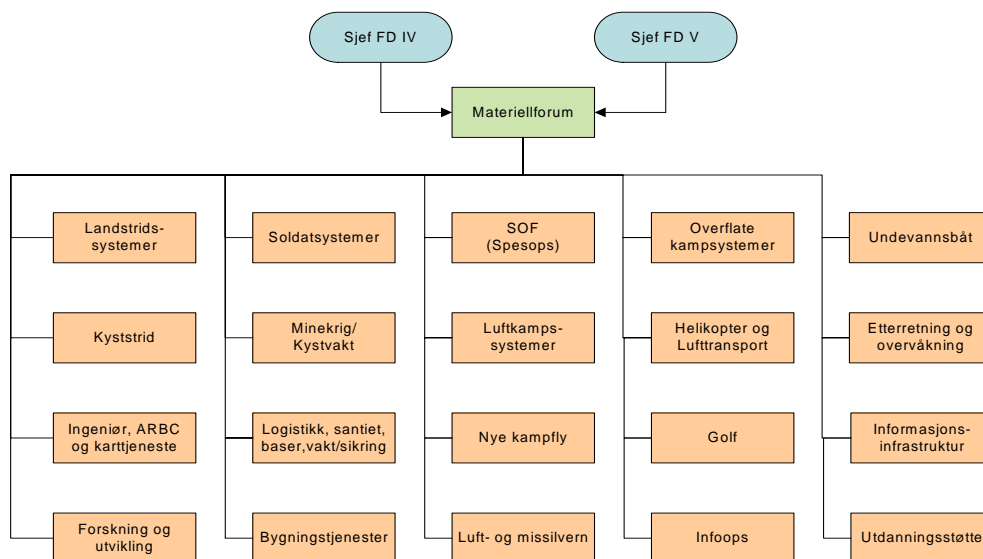 Sjef FD IV
Sjef FD V
Materiellforum
Landstrids-
systemer
Soldatsystemer
SOF
(Spesops)
Overflate
kampsystemer
Undevannsbåt
Kyststrid
Minekrig/
Kystvakt
Luftkamps-
systemer
Helikopter og
Lufttransport
Etterretning og
overvåkning
Ingeniør, ARBC
og karttjeneste
Logistikk, santiet,
baser,vakt/sikring
Nye kampfly
Golf
Informasjons-
infrastruktur
Forskning og
utvikling
Bygningstjenester
Luft- og missilvern
Infoops
Utdanningsstøtte